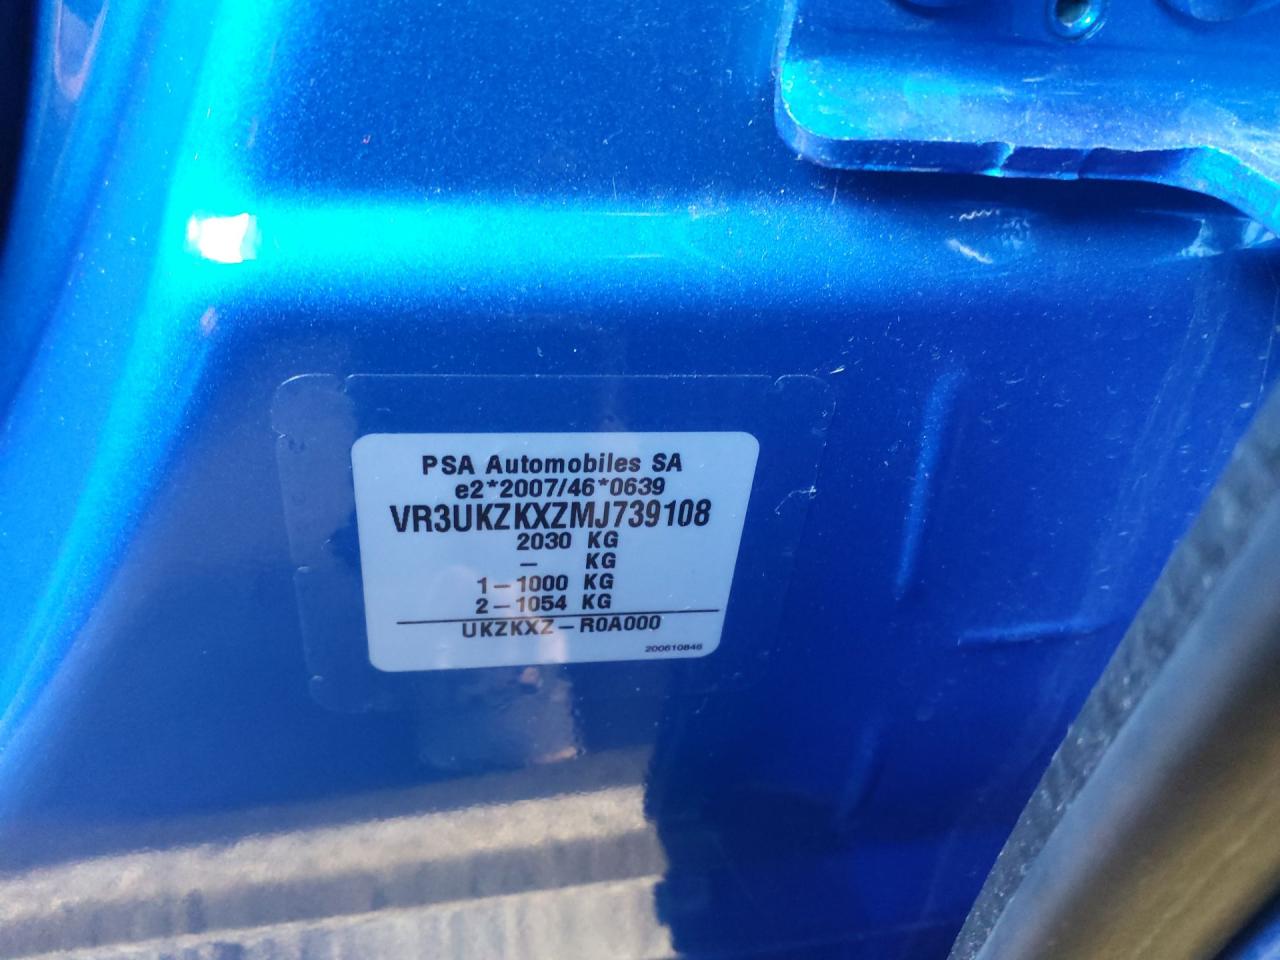 PSA Automobiles SA
e2*2007/46*0639
VR3UKZKXZMJ739108
2030 KG
— KG
1—1000 KG
2—1054 KG
UKZKXZ—R0A000
200610846